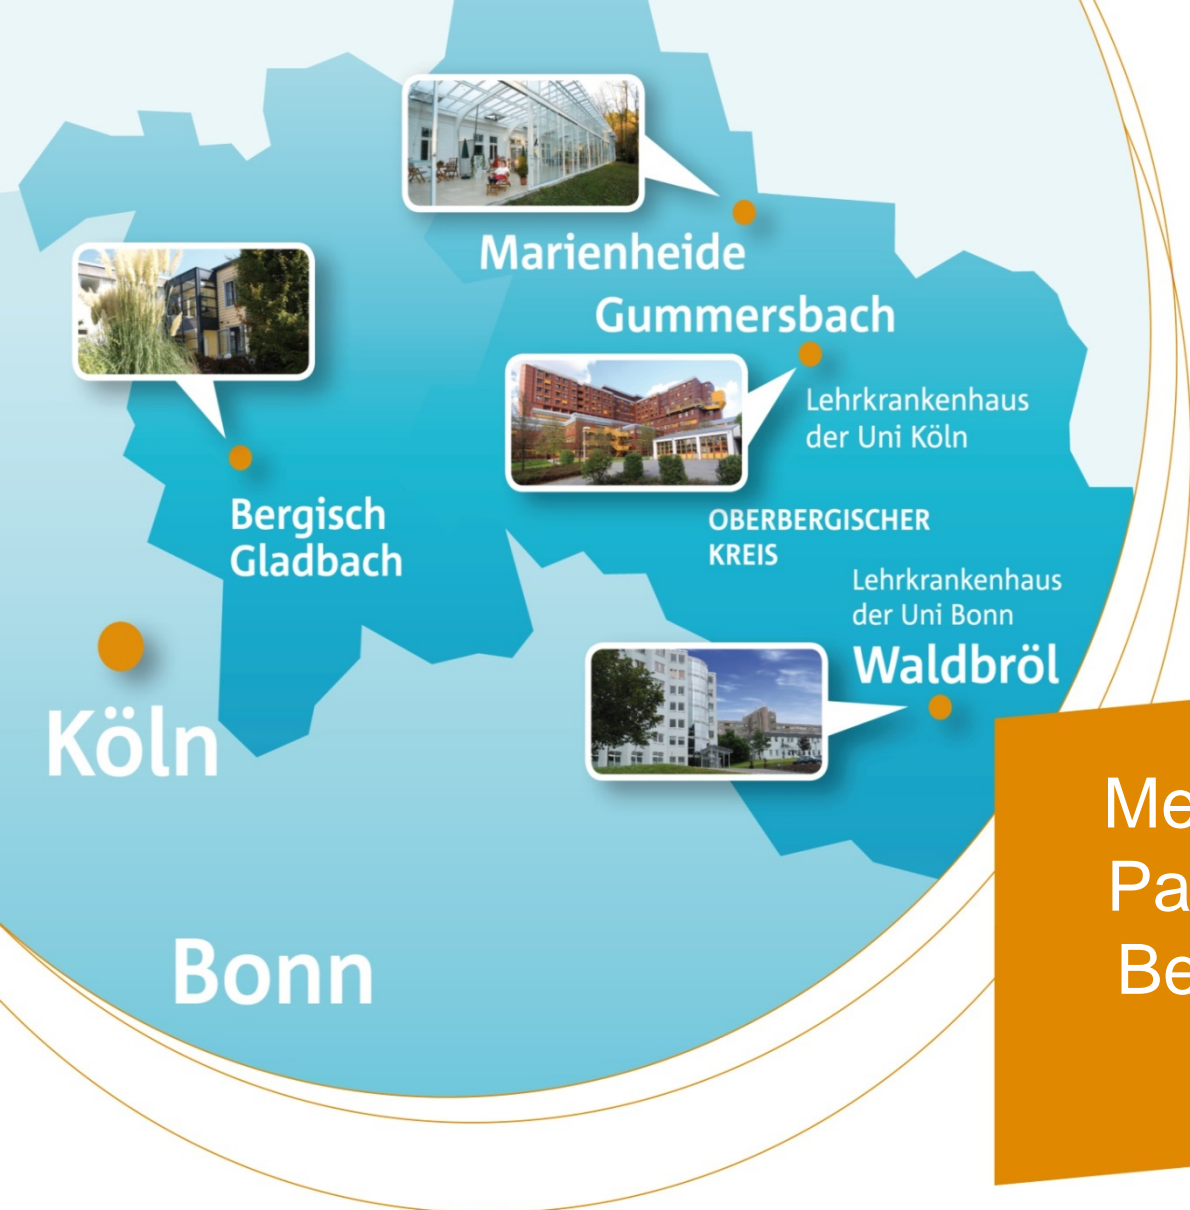 Marienheide
Gummersbach
Lehrkrankenhaus
der Uni Köln
Bergisch
Gladbach
OBERBERGISCHER
KREIS
Lehrkrankenhaus
der Uni Bonn
Waldbröl
Köln
Bonn